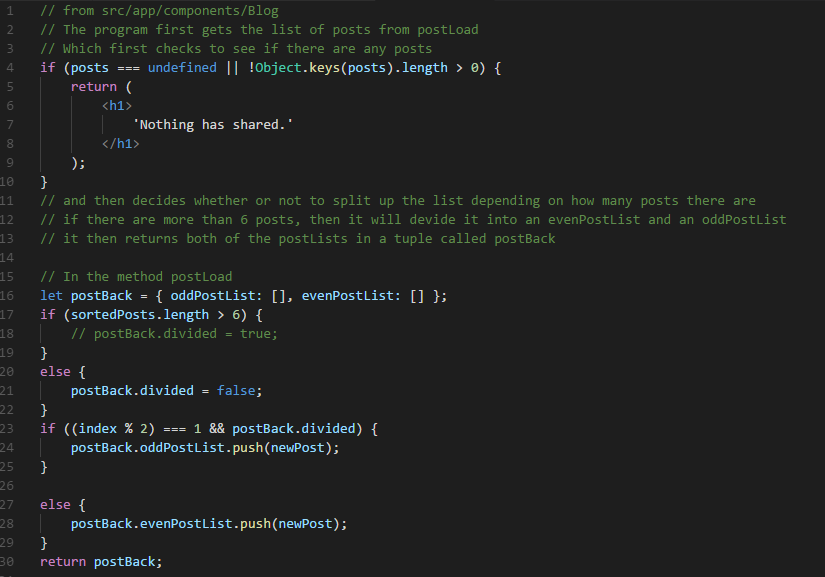 1 // from src/app/components/Blog
2 // The program first gets the list of posts from postLoad
3 // Which first checks to see if there are any posts
4 if (posts === undefined || !Object.keys(posts).length > 0) {
5     return (
6         <h1>
7             'Nothing has shared.'
8         </h1>
9     );
10 }
11 // and then decides whether or not to split up the list depending on how many posts there are
12 // if there are more than 6 posts, then it will devide it into an evenPostList and an oddPostList
13 // it then returns both of the postLists in a tuple called postBack
14
15 // In the method postLoad
16 let postBack = { oddPostList: [], evenPostList: [] };
17 if (sortedPosts.length > 6) {
18     // postBack.divided = true;
19 }
20 else {
21     postBack.divided = false;
22 }
23 if ((index % 2) === 1 && postBack.divided) {
24     postBack.oddPostList.push(newPost);
25 }
26
27 else {
28     postBack.evenPostList.push(newPost);
29 }
30 return postBack;